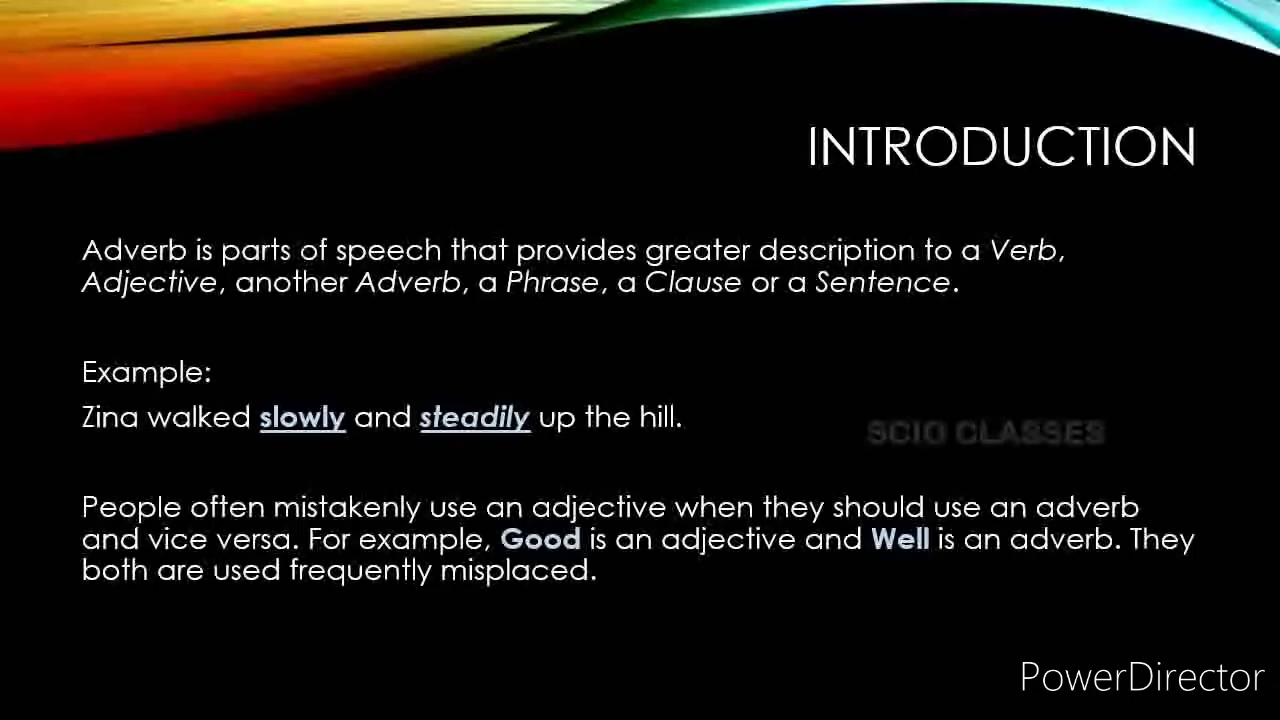 INTRODUCTION
Adverb is parts of speech that provides greater description to a Verb,
Adjective, another Adverb, a Phrase, a Clause or a Sentence.
Example:
Zina walked slowly and steadily up the hill.
SCIO CLASSES
People often mistakenly use an adjective when they should use an adverb
and vice versa. For example, Good is an adjective and Well is an adverb. They
both are used frequently misplaced.
PowerDirector